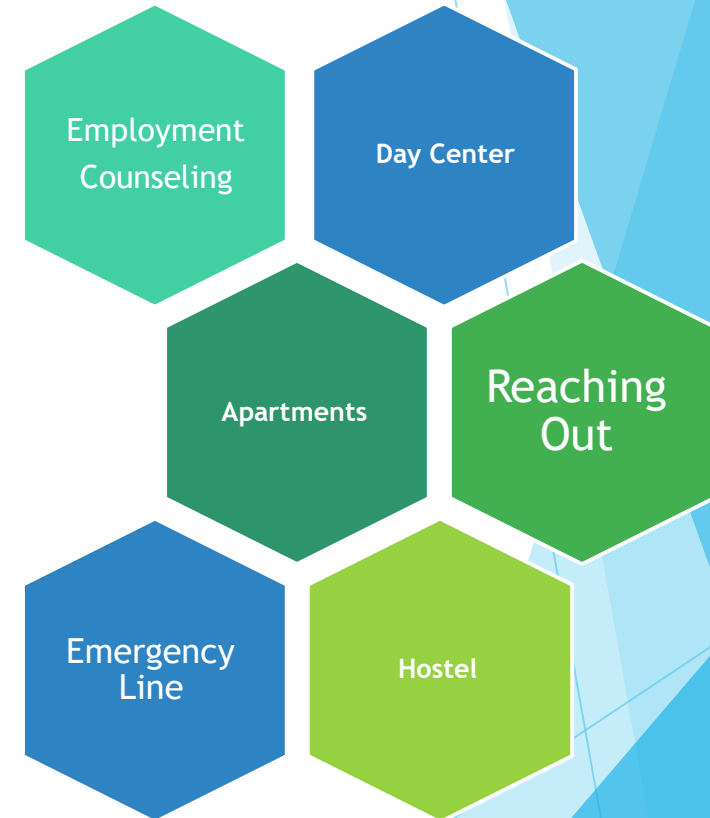 Employment
Counseling
Day Center
Apartments
Reaching
Out
Emergency
Line
Hostel